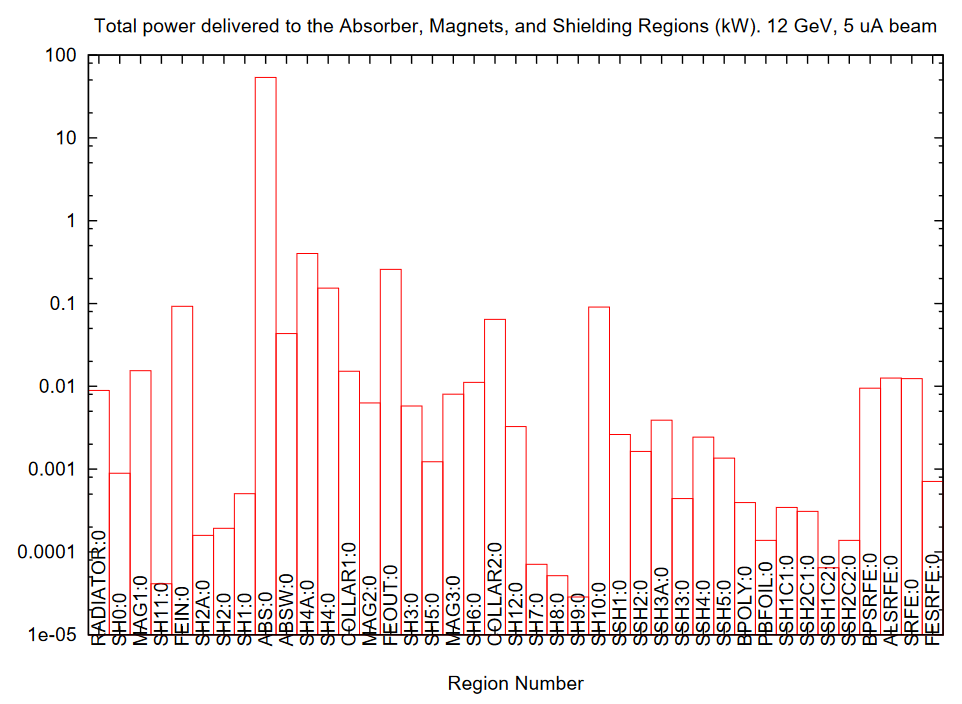 Total power delivered to the Absorber, Magnets, and Shielding Regions (kW). 12 GeV, 5 uA beam
100
10
1
0.1
0.01
0.001
0.0001
1e-05
RADIATOR:0
SH0:0
MAG1:0
SH11:0
FEIN:0
SH2A:0
SH2:0
SH1:0
ABS:0
ABSW:0
SH4A:0
SH4:0
COLLAR1:0
MAG2:0
FEOUT:0
SH3:0
SH5:0
MAG3:0
SH6:0
COLLAR2:0
SH12:0
SH7:0
SH8:0
SH9:0
SH10:0
SSH1:0
SSH2:0
SSH3A:0
SSH3:0
SSH4:0
SSH5:0
BPOLY:0
PBFOIL:0
SSH1C1:0
SSH2C1:0
SSH1C2:0
SSH2C2:0
BPSRFE:0
ALSRFE:0
SRFE:0
FESRFE:0
Region Number